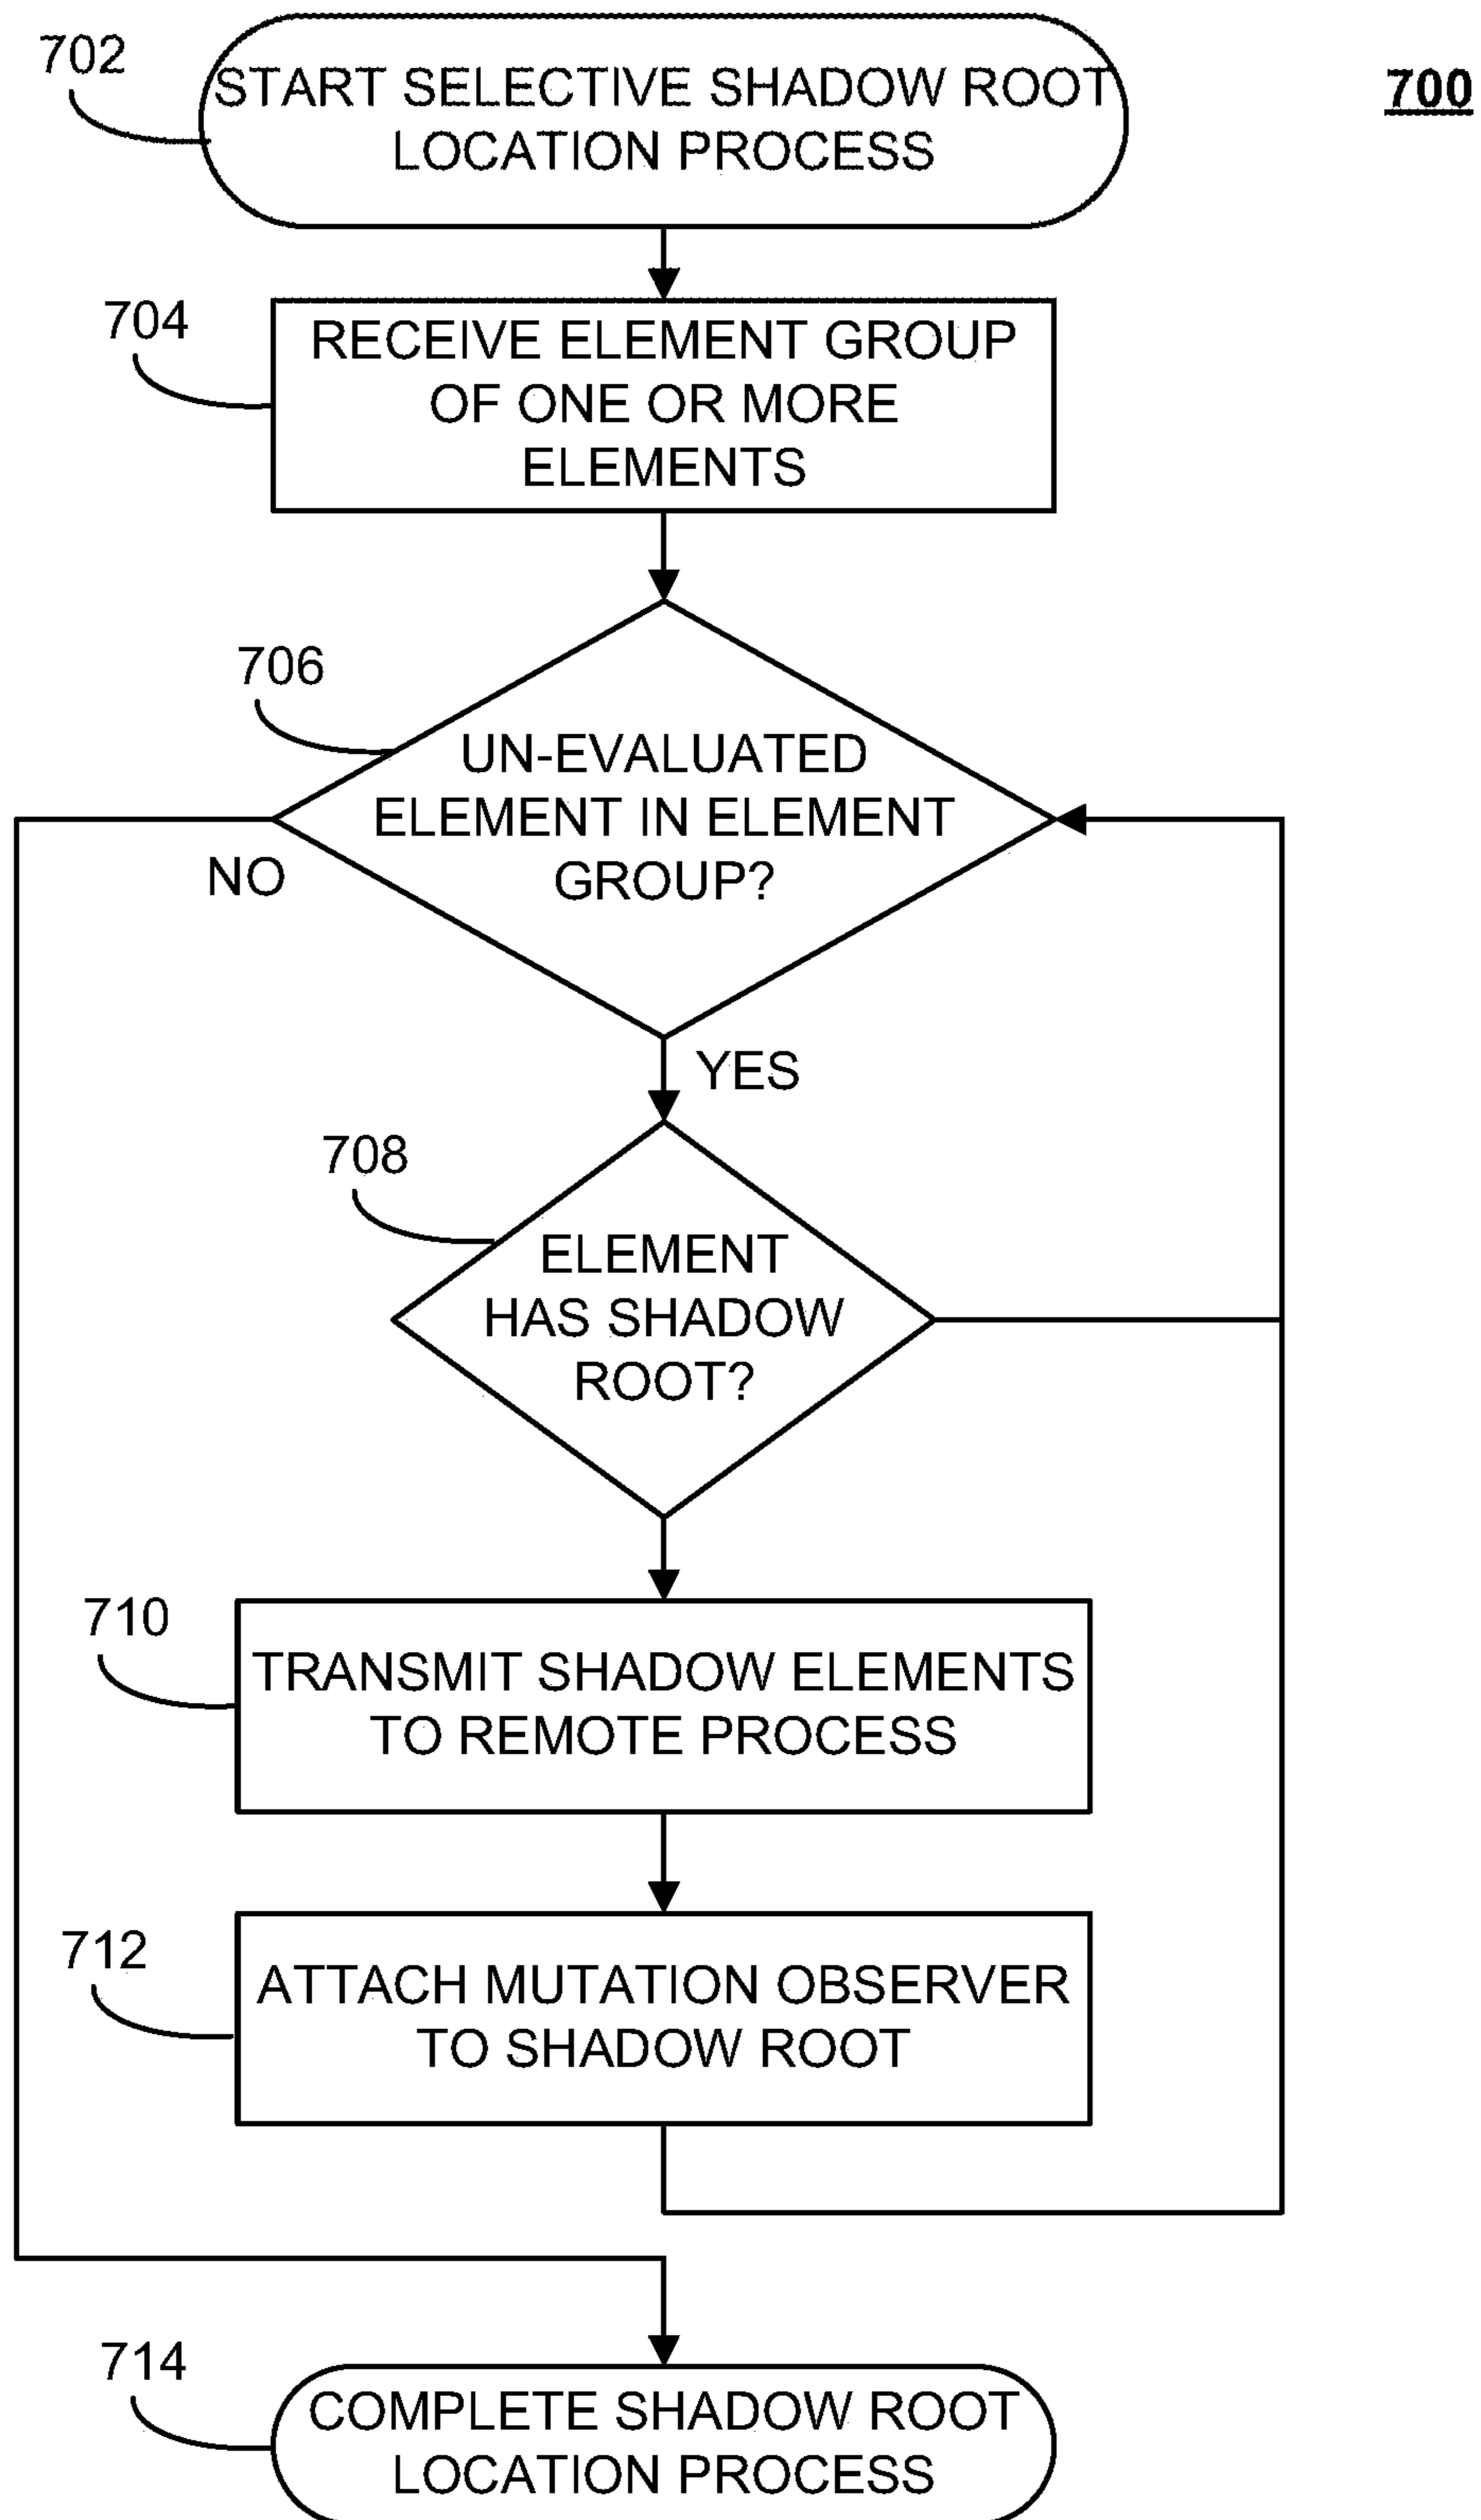 702
START SELECTIVE SHADOW ROOT
LOCATION PROCESS
700
704
RECEIVE ELEMENT GROUP
OF ONE OR MORE
ELEMENTS
706
UN-EVALUATED
ELEMENT IN ELEMENT
GROUP?
NO
YES
708
ELEMENT
HAS SHADOW
ROOT?
710
TRANSMIT SHADOW ELEMENTS
TO REMOTE PROCESS
712
ATTACH MUTATION OBSERVER
TO SHADOW ROOT
714
COMPLETE SHADOW ROOT
LOCATION PROCESS